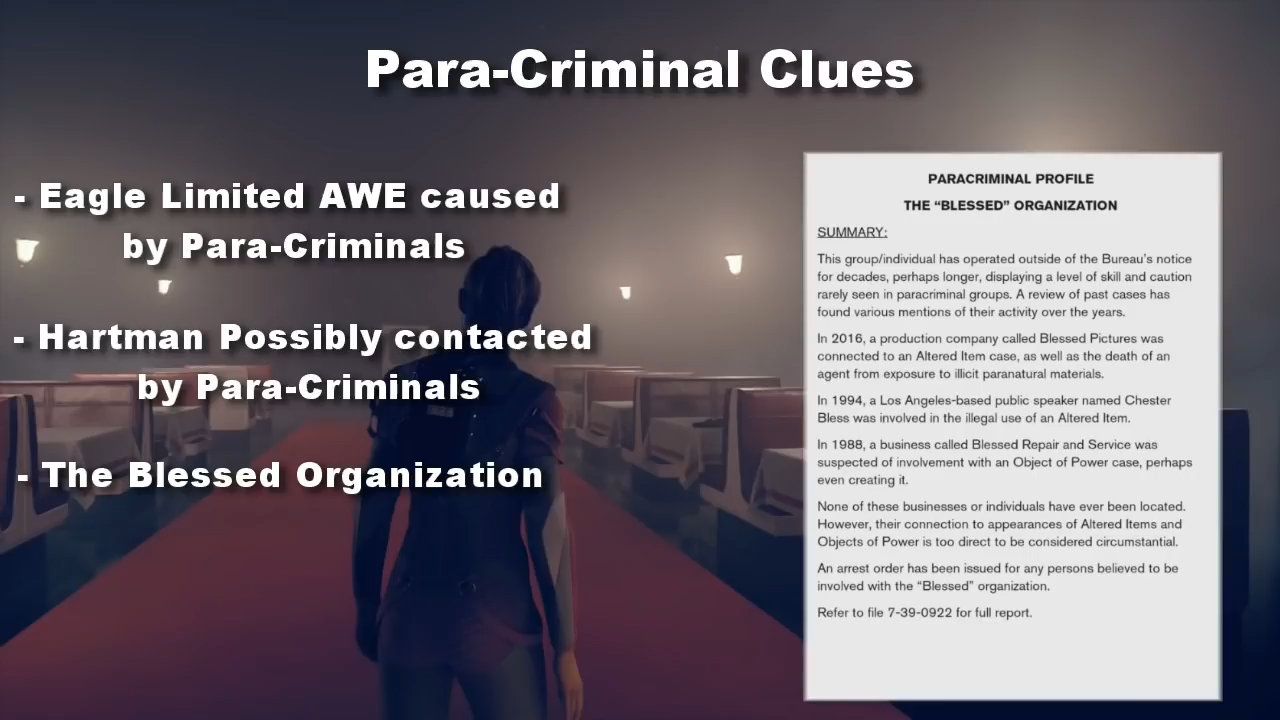 Para-Criminal Clues
- Eagle Limited AWE caused
by Para-Criminals
- Hartman Possibly contacted
by Para-Criminals
- The Blessed Organization
PARACRIMINAL PROFILE
THE “BLESSED” ORGANIZATION
SUMMARY:
This group/individual has operated outside of the Bureau’s notice
for decades, perhaps longer, displaying a level of skill and caution
rarely seen in paracriminal groups. A review of past cases has
found various mentions of their activity over the years.
In 2016, a production company called Blessed Pictures was
connected to an Altered Item case, as well as the death of an
agent from exposure to illicit paranatural materials.
In 1994, a Los Angeles-based public speaker named Chester
Bless was involved in the illegal use of an Altered Item.
In 1988, a business called Blessed Repair and Service was
suspected of involvement with an Object of Power case, perhaps
even creating it.
None of these businesses or individuals have ever been located.
However, their connection to appearances of Altered Items and
Objects of Power is too direct to be considered circumstantial.
An arrest order has been issued for any persons believed to be
involved with the “Blessed” organization.
Refer to file 7-39-0922 for full report.